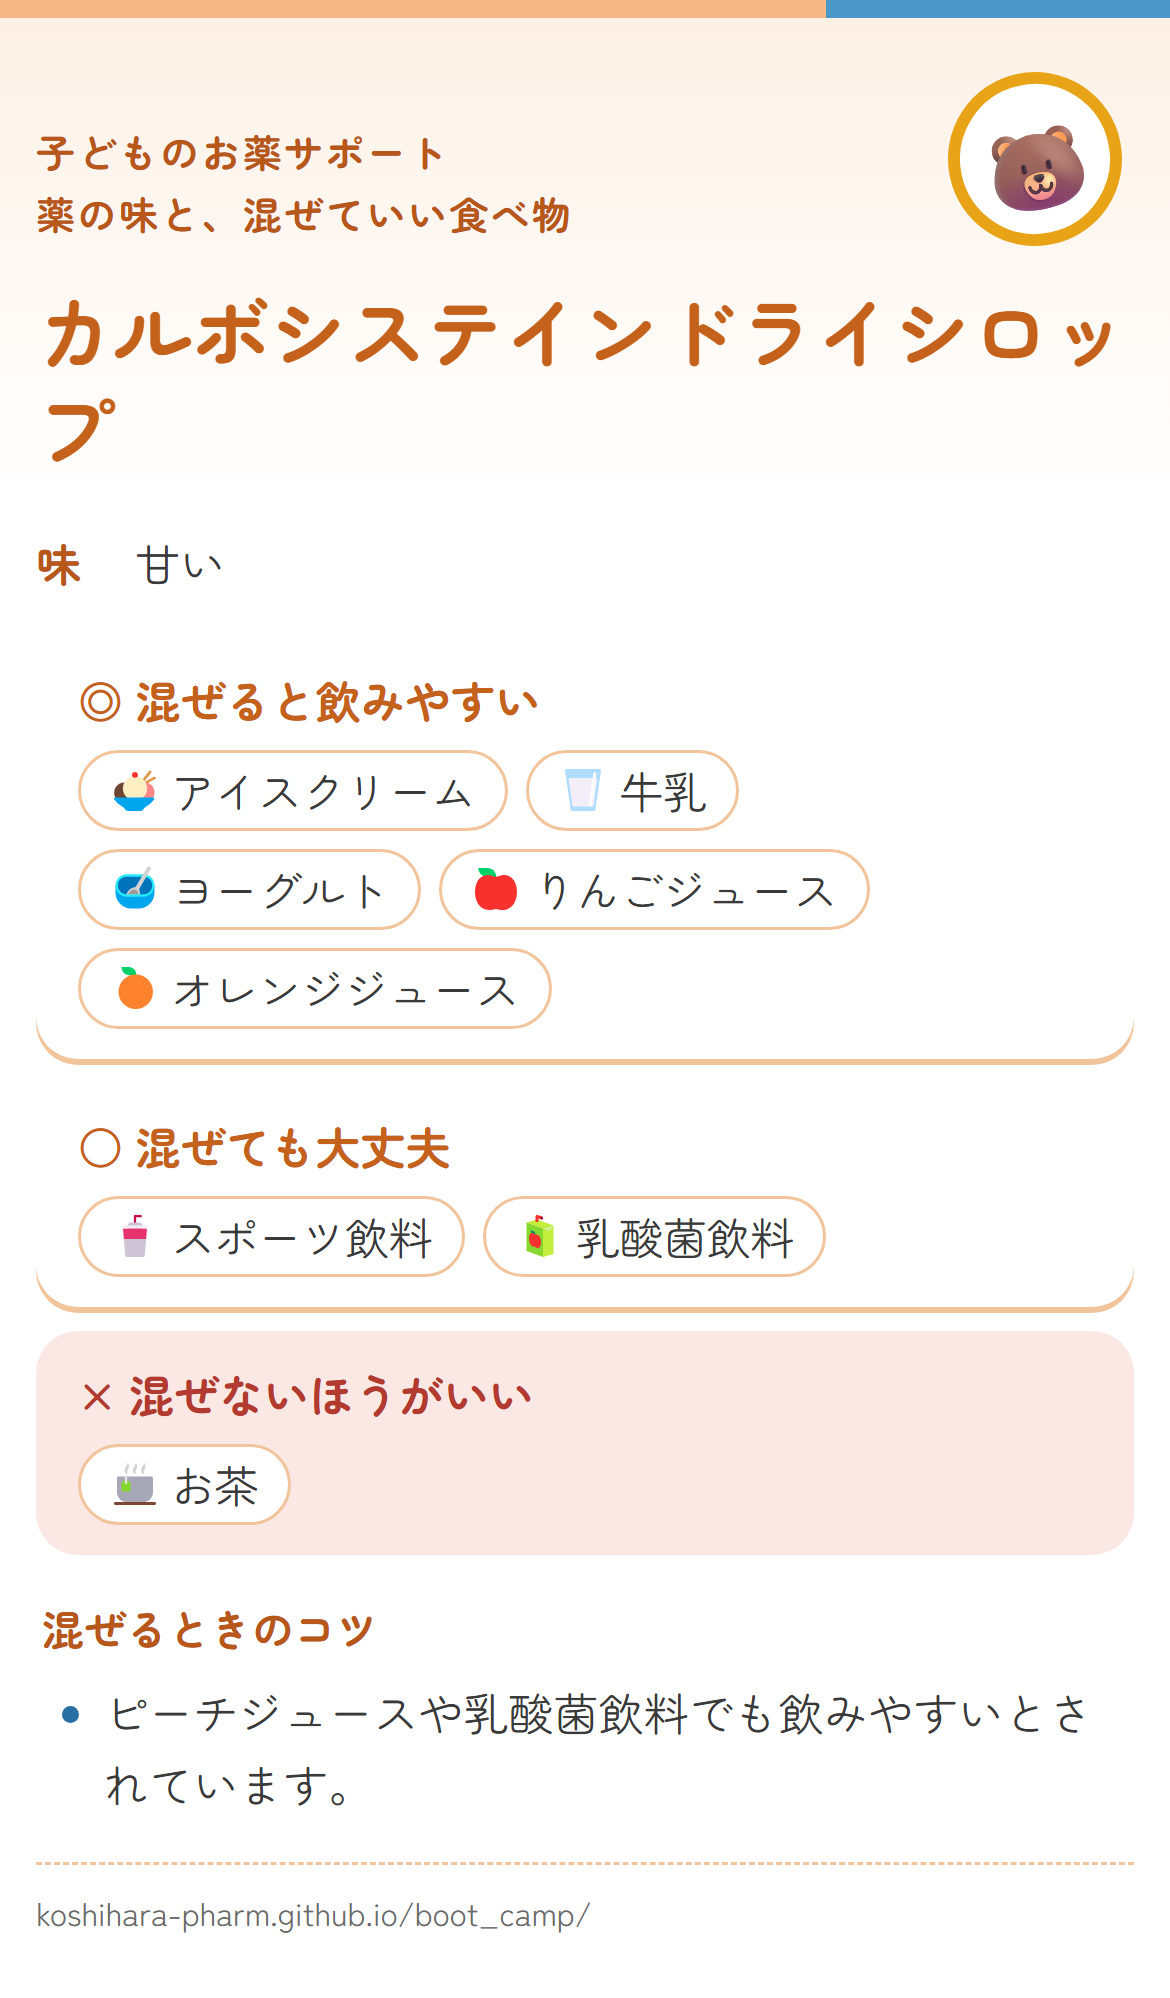 子どものお薬サポート
薬の味と、混ぜていい食べ物
カルボシステインドライシロッ
プ
味 甘い
◎ 混ぜると飲みやすい
アイスクリーム 牛乳
ヨーグルト りんごジュース
オレンジジュース
○ 混ぜても大丈夫
スポーツ飲料 乳酸菌飲料
× 混ぜないほうがいい
お茶
混ぜるときのコツ
• ピーチジュースや乳酸菌飲料でも飲みやすいとさ
れています。
koshihara-pharm.github.io/boot_camp/